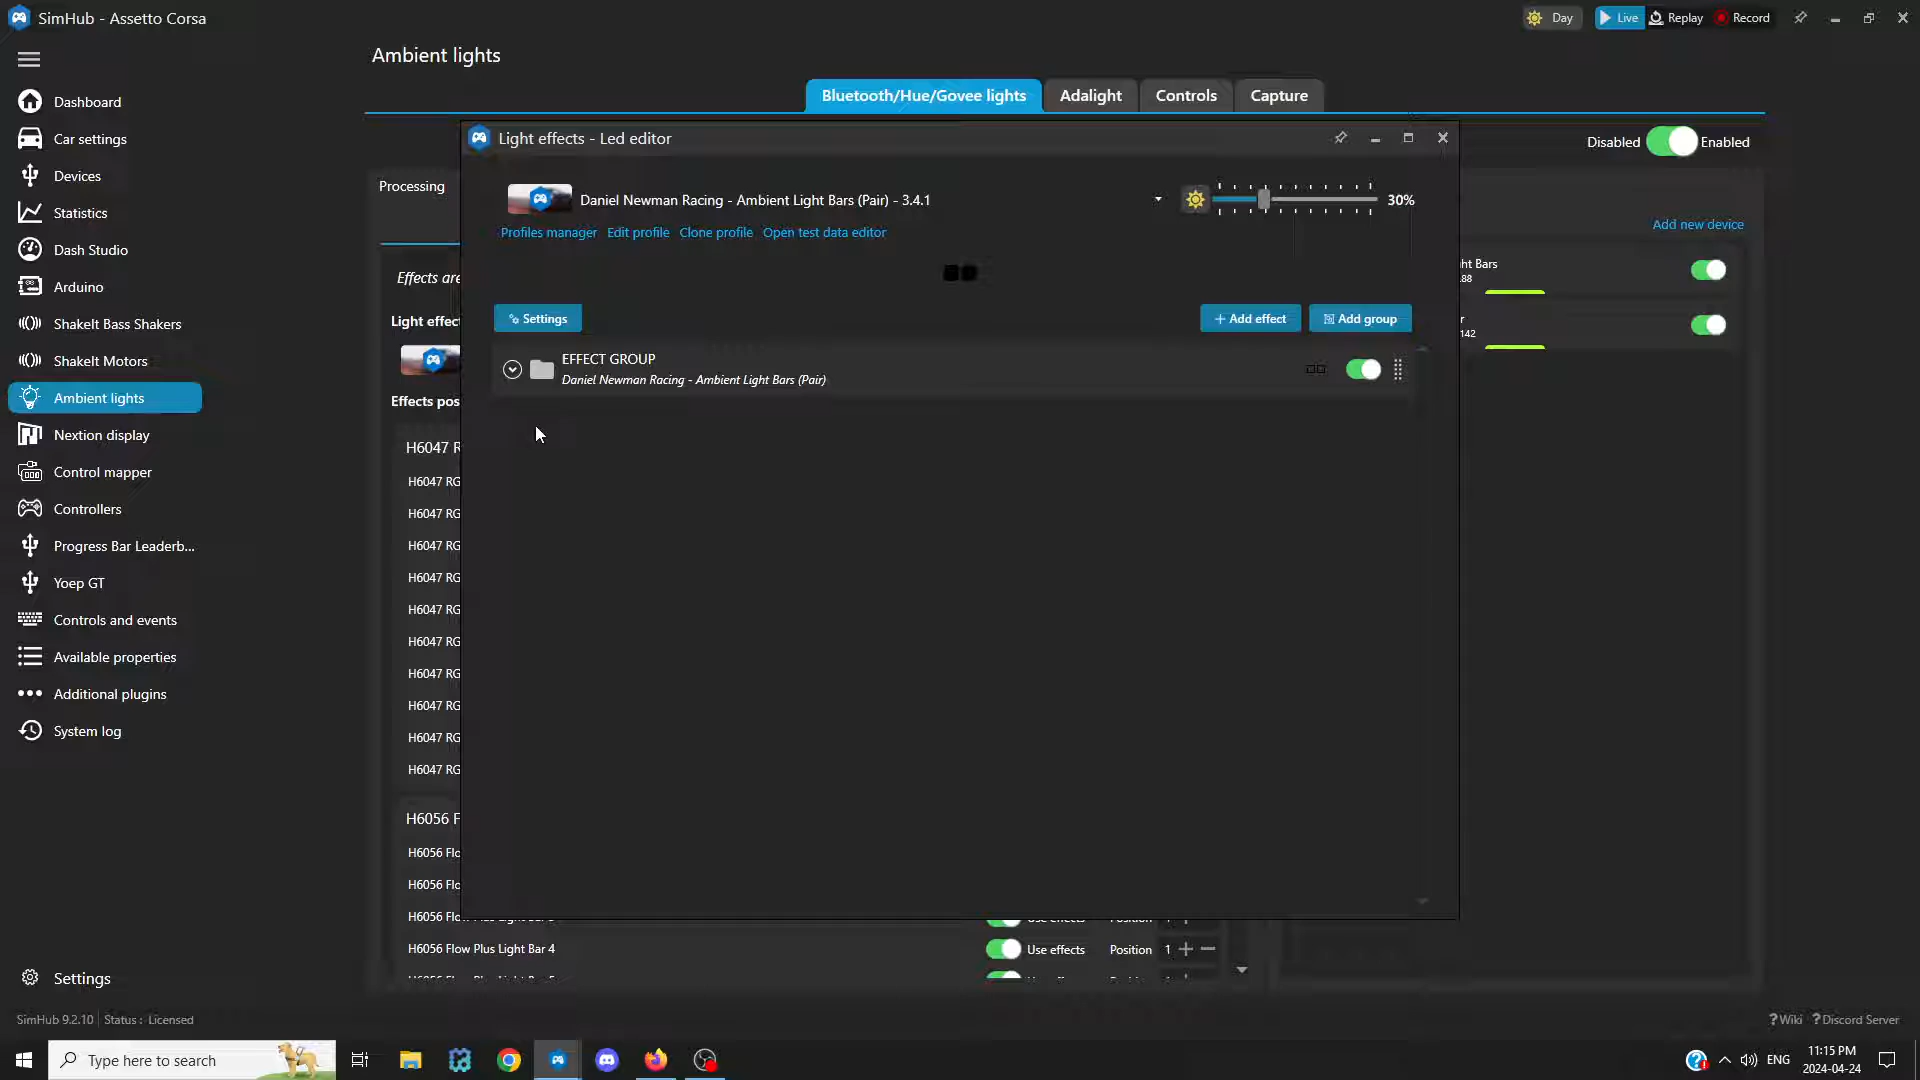 SimHub - Assetto Corsa
Day
Live
Replay
Record
Ambient lights
Bluetooth/Hue/Govee lights
Adalight
Controls
Capture
Disabled
Enabled
Dashboard
Car settings
Devices
Statistics
Dash Studio
Arduino
ShakeIt Bass Shakers
ShakeIt Motors
Ambient lights
Nextion display
Control mapper
Controllers
Progress Bar Leaderb...
Yoep GT
Controls and events
Available properties
Additional plugins
System log
Settings
SimHub 9.2.10
Status : Licensed
Processing
Effects are
Light effect
Effects pos
H6047 R
H6047 RG
H6047 RG
H6047 RG
H6047 RG
H6047 RG
H6047 RG
H6047 RG
H6047 RG
H6047 RG
H6047 RG
H6056 F
H6056 Flo
H6056 Flo
H6056 Flow Plus Light Bar 4
Use effects
Position
1
Light effects - Led editor
Daniel Newman Racing - Ambient Light Bars (Pair) - 3.4.1
30%
Profiles manager
Edit profile
Clone profile
Open test data editor
Settings
Add effect
Add group
EFFECT GROUP
Daniel Newman Racing - Ambient Light Bars (Pair)
Add new device
ht Bars
88
r
142
Wiki
Discord Server
Type here to search
ENG
11:15 PM
2024-04-24